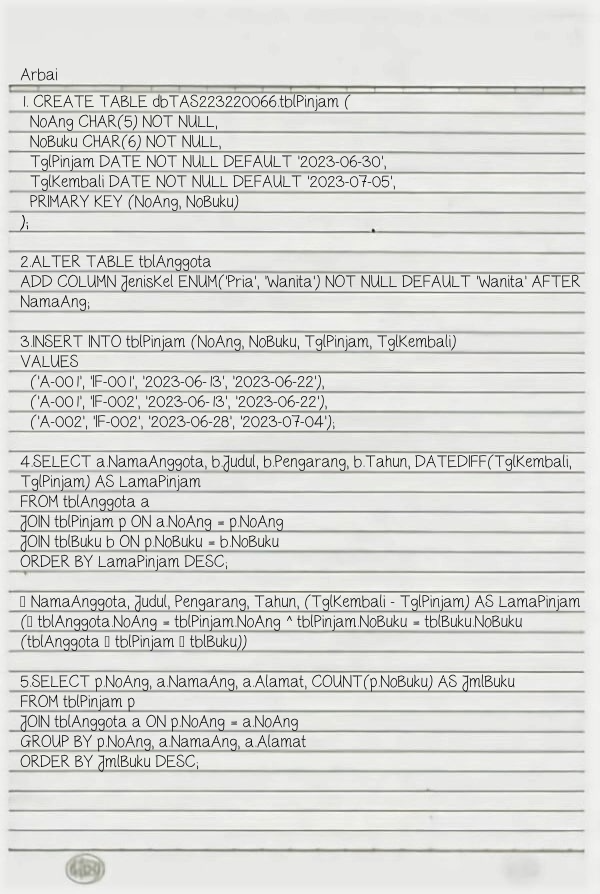 Arbai
1. CREATE TABLE dbTAS223220066.tblPinjam (
NoAng CHAR(5) NOT NULL,
NoBuku CHAR(6) NOT NULL,
TglPinjam DATE NOT NULL DEFAULT '2023-06-30',
TglKembali DATE NOT NULL DEFAULT '2023-07-05',
PRIMARY KEY (NoAng, NoBuku)
);
2.ALTER TABLE tblAnggota
ADD COLUMN JenisKel ENUM('Pria', 'Wanita') NOT NULL DEFAULT 'Wanita' AFTER
NamaAng;
3.INSERT INTO tblPinjam (NoAng, NoBuku, TglPinjam, TglKembali)
VALUES
('A-001', 'IF-001', '2023-06-13', '2023-06-22'),
('A-001', 'IF-002', '2023-06-13', '2023-06-22'),
('A-002', 'IF-002', '2023-06-28', '2023-07-04');
4.SELECT a.NamaAnggota, b.Judul, b.Pengarang, b.Tahun, DATEDIFF(TglKembali,
TglPinjam) AS LamaPinjam
FROM tblAnggota a
JOIN tblPinjam p ON a.NoAng = p.NoAng
JOIN tblBuku b ON p.NoBuku = b.NoBuku
ORDER BY LamaPinjam DESC;
▯ NamaAnggota, Judul, Pengarang, Tahun, (TglKembali - TglPinjam) AS LamaPinjam
(▯ tblAnggota.NoAng = tblPinjam.NoAng ^ tblPinjam.NoBuku = tblBuku.NoBuku
(tblAnggota ▯ tblPinjam ▯ tblBuku))
5.SELECT p.NoAng, a.NamaAng, a.Alamat, COUNT(p.NoBuku) AS JmlBuku
FROM tblPinjam p
JOIN tblAnggota a ON p.NoAng = a.NoAng
GROUP BY p.NoAng, a.NamaAng, a.Alamat
ORDER BY JmlBuku DESC;